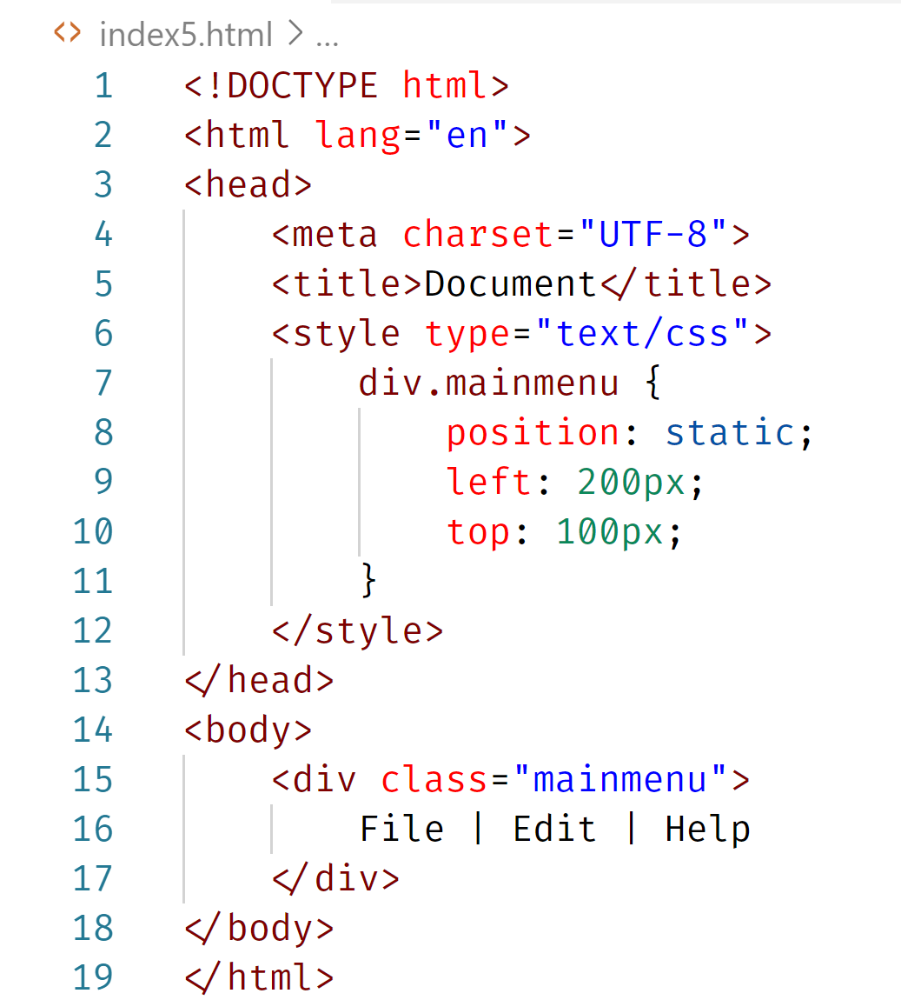 index5.html > ...
1 <!DOCTYPE html>
2 <html lang="en">
3 <head>
4     <meta charset="UTF-8">
5     <title>Document</title>
6     <style type="text/css">
7         div.mainmenu {
8             position: static;
9             left: 200px;
10             top: 100px;
11         }
12     </style>
13 </head>
14 <body>
15     <div class="mainmenu">
16         File | Edit | Help
17     </div>
18 </body>
19 </html>